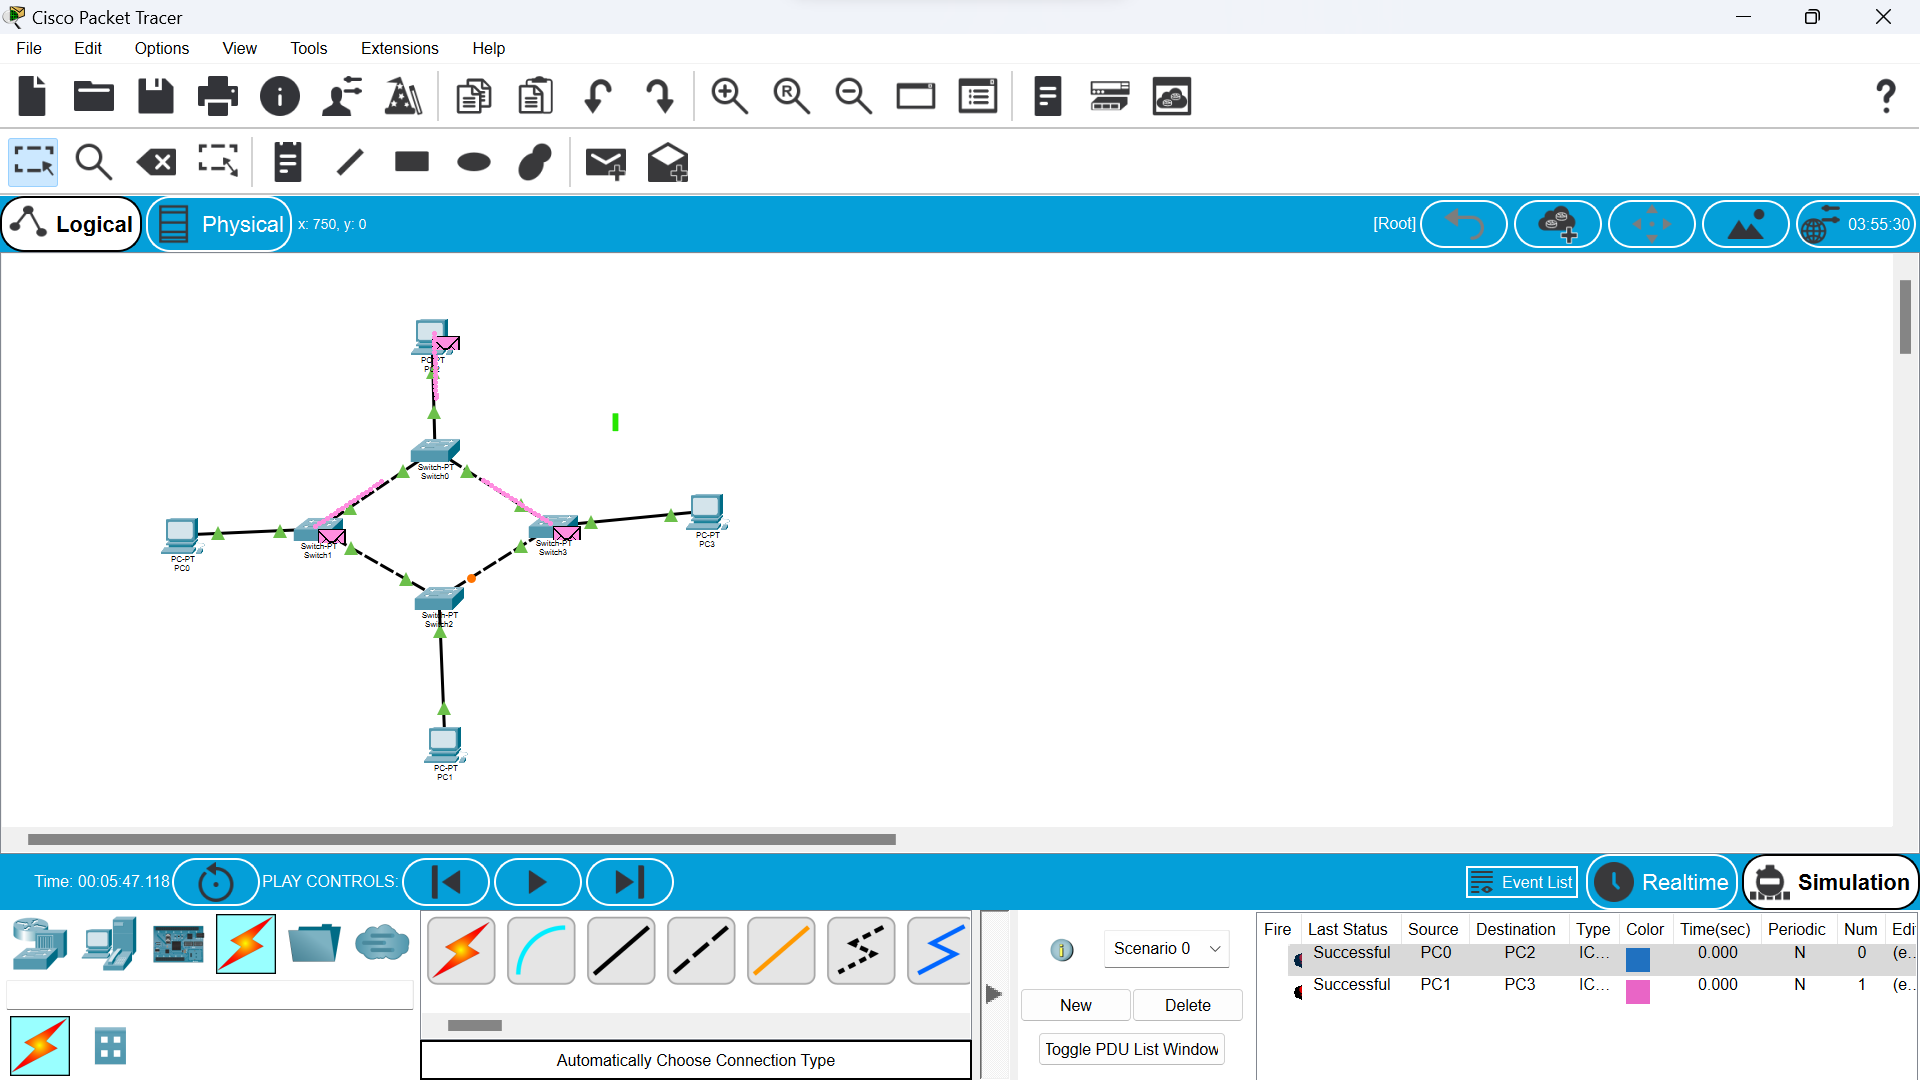 Cisco Packet Tracer
File Edit Options View Tools Extensions Help
Logical Physical x: 750, y: 0 [Root] 03:55:30
PC-PT
PC2
Switch-PT
Switch0
PC-PT
PC3
Switch-PT
Switch1
Switch-PT
Switch3
PC-PT
PC0
Switch-PT
Switch2
PC-PT
PC1
Time: 00:05:47.118 PLAY CONTROLS: Event List Realtime Simulation
Fire Last Status Source Destination Type Color Time(sec) Periodic Num Edi
Successful PC0 PC2 IC... 0.000 N 0 (e...
Successful PC1 PC3 IC... 0.000 N 1 (e...
Scenario 0
New Delete
Toggle PDU List Window
Automatically Choose Connection Type